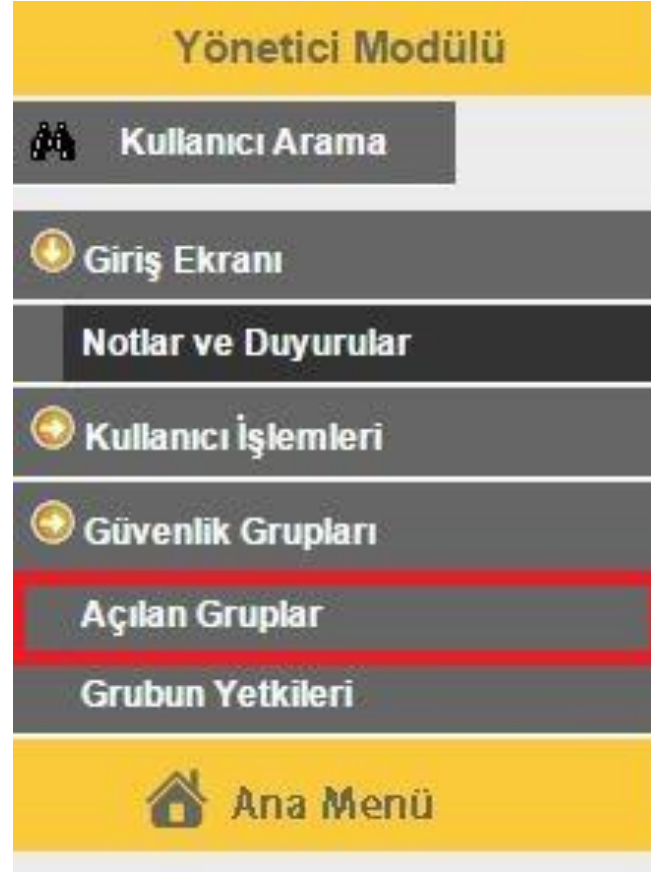 Yönetici Modülü
Kullanıcı Arama
Giriş Ekranı
Notlar ve Duyurular
Kullanıcı İşlemleri
Güvenlik Grupları
Açılan Gruplar
Grubun Yetkileri
Ana Menü